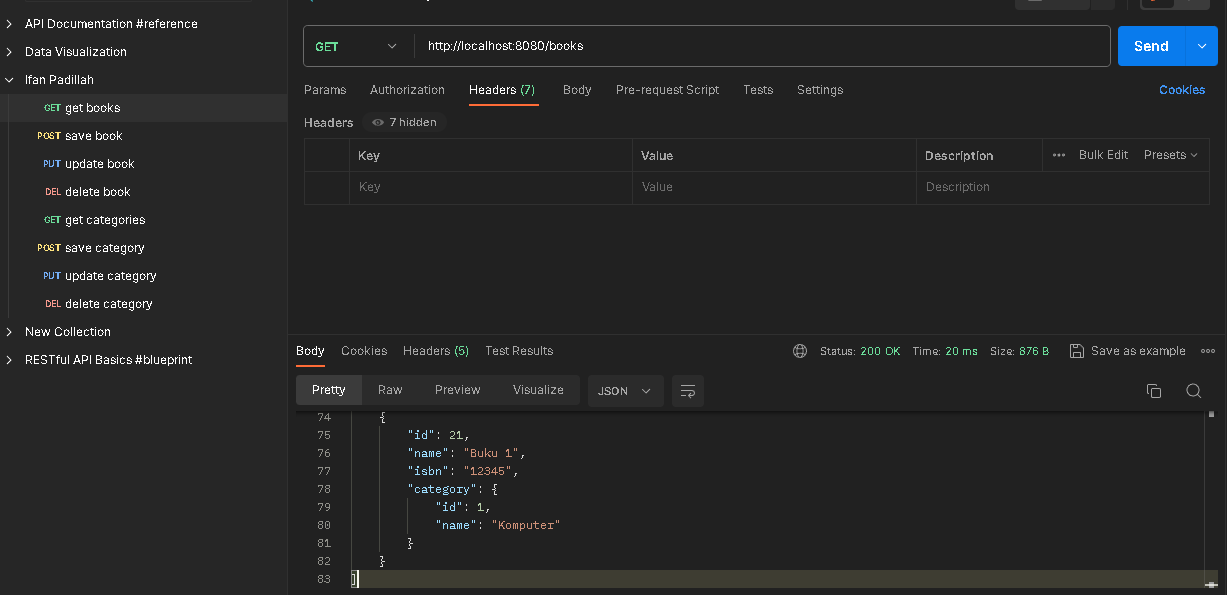 API Documentation #reference
Data Visualization
Ifan Padillah
GET get books
POST save book
PUT update book
DEL delete book
GET get categories
POST save category
PUT update category
DEL delete category
New Collection
RESTful API Basics #blueprint
GET http://localhost:8080/books Send
Params Authorization Headers (7) Body Pre-request Script Tests Settings Cookies
Headers 7 hidden
Key Value Description Bulk Edit Presets
Key Value Description
Body Cookies Headers (5) Test Results Status: 200 OK Time: 20 ms Size: 876 B Save as example
Pretty Raw Preview Visualize JSON
74 {
75 "id": 21,
76 "name": "Buku 1",
77 "isbn": "12345",
78 "category": {
79 "id": 1,
80 "name": "Komputer"
81 }
82 }
83 ]